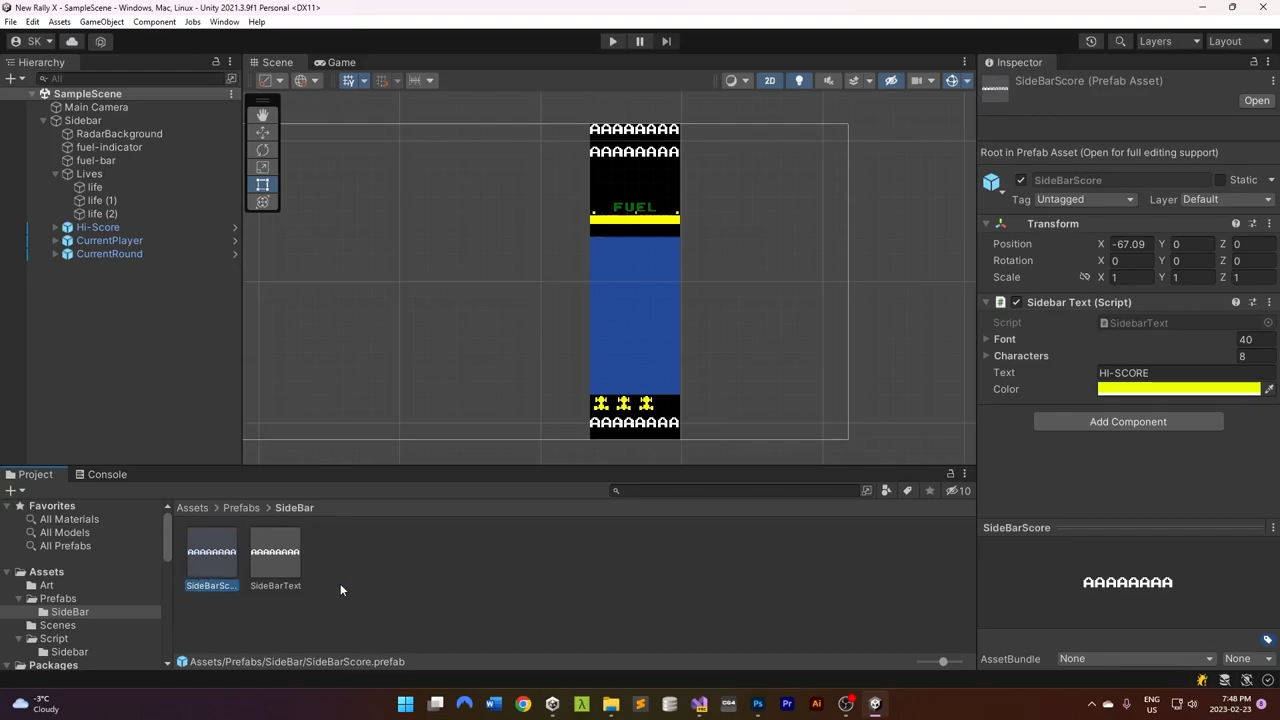 New Rally X - SampleScene - Windows, Mac, Linux - Unity 2021.3.9f1 Personal <DX11>
File Edit Assets GameObject Component Jobs Window Help
SK Layers Layout
Hierarchy Scene Game Inspector
All 2D
SampleScene
Main Camera
Sidebar
RadarBackground
fuel-indicator
fuel-bar
Lives
life
life (1)
life (2)
Hi-Score
CurrentPlayer
CurrentRound
AAAAAAAA
AAAAAAAA
FUEL
AAAAAAAA
SideBarScore (Prefab Asset)
Open
Root in Prefab Asset (Open for full editing support)
SideBarScore Static
Tag Untagged Layer Default
Transform
Position X -67.09 Y 0 Z 0
Rotation X 0 Y 0 Z 0
Scale X 1 Y 1 Z 1
Sidebar Text (Script)
Script SidebarText
Font 40
Characters 8
Text HI-SCORE
Color
Add Component
Project Console
10
Favorites
All Materials
All Models
All Prefabs
Assets
Art
Prefabs
SideBar
Scenes
Script
Sidebar
Packages
Assets > Prefabs > SideBar
AAAAAAAA AAAAAAAA
SideBarSc... SideBarText
Assets/Prefabs/SideBar/SideBarScore.prefab
SideBarScore
AAAAAAAA
AssetBundle None None
-3°C
Cloudy
ENG
US
7:48 PM
2023-02-23